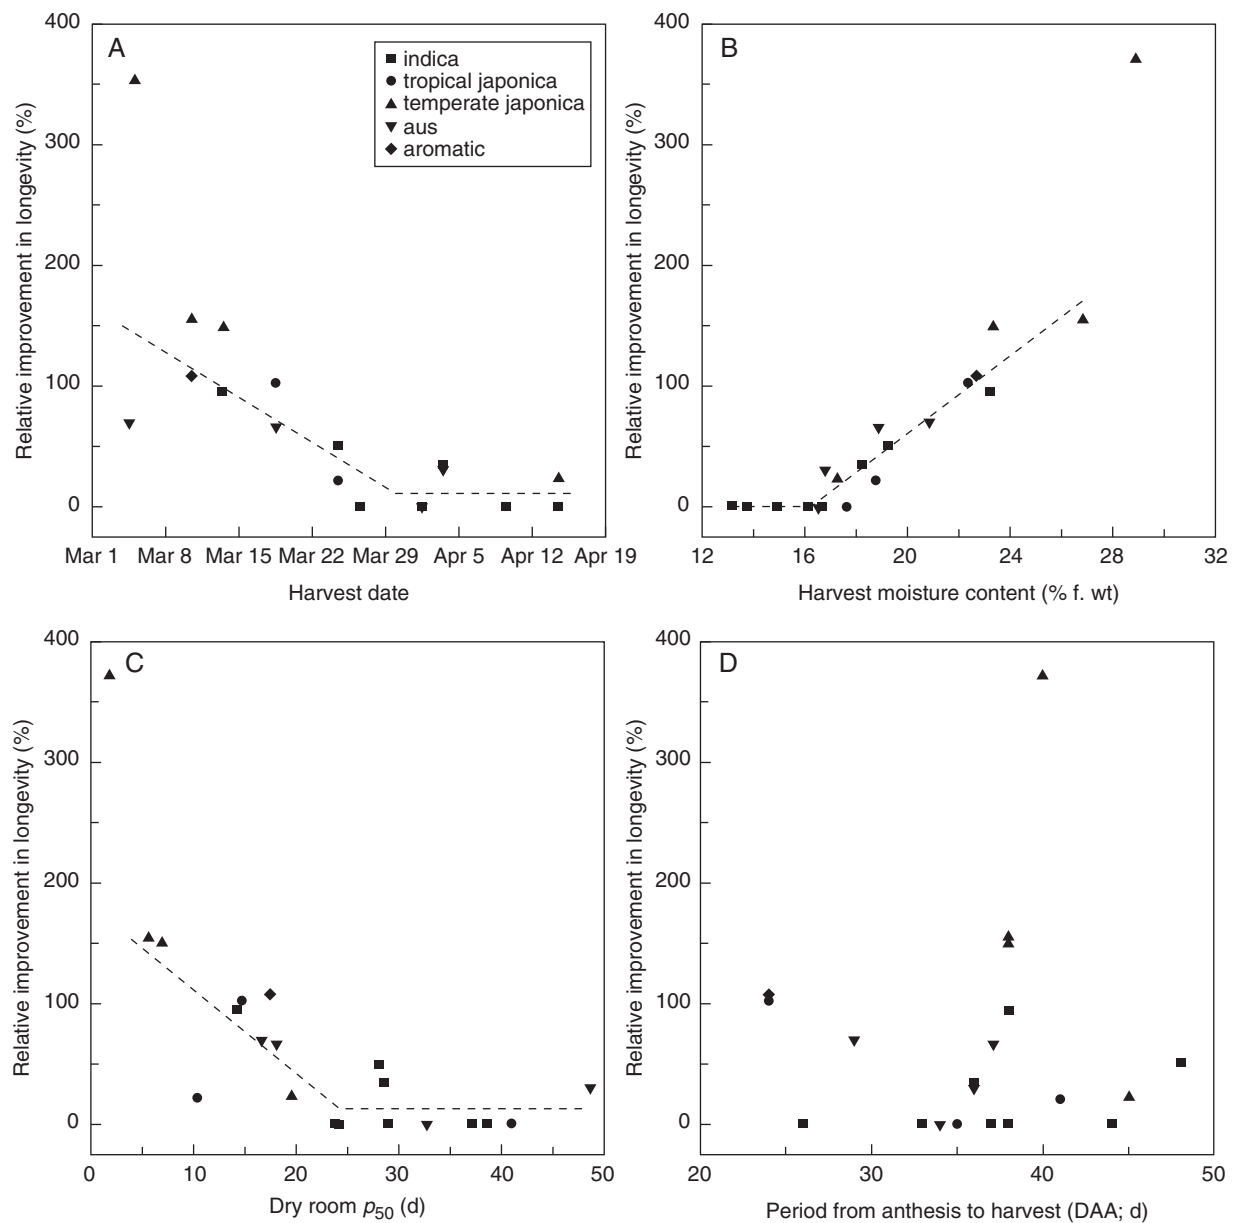 A
indica
tropical japonica
temperate japonica
aus
aromatic
400
300
200
100
0
Relative improvement in longevity (%)
Mar 1 Mar 8 Mar 15 Mar 22 Mar 29 Apr 5 Apr 12 Apr 19
Harvest date
B
400
300
200
100
0
Relative improvement in longevity (%)
12 16 20 24 28 32
Harvest moisture content (% f. wt)
C
400
300
200
100
0
Relative improvement in longevity (%)
0 10 20 30 40 50
Dry room p50 (d)
D
400
300
200
100
0
Relative improvement in longevity (%)
20 30 40 50
Period from anthesis to harvest (DAA; d)